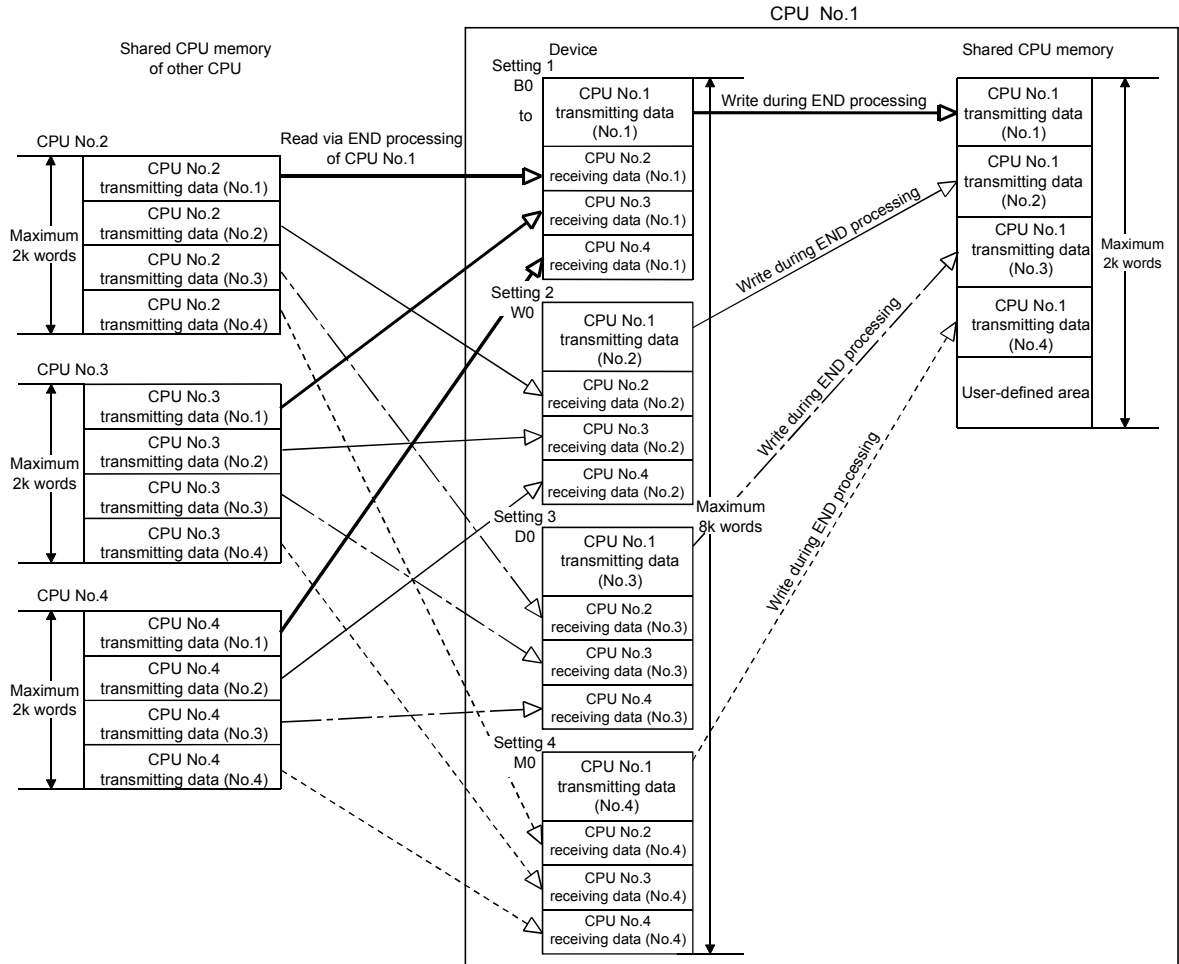 CPU No.1
Shared CPU memory
of other CPU
CPU No.2
Maximum
2k words
CPU No.2
transmitting data (No.1)
CPU No.2
transmitting data (No.2)
CPU No.2
transmitting data (No.3)
CPU No.2
transmitting data (No.4)
CPU No.3
Maximum
2k words
CPU No.3
transmitting data (No.1)
CPU No.3
transmitting data (No.2)
CPU No.3
transmitting data (No.3)
CPU No.3
transmitting data (No.4)
CPU No.4
Maximum
2k words
CPU No.4
transmitting data (No.1)
CPU No.4
transmitting data (No.2)
CPU No.4
transmitting data (No.3)
CPU No.4
transmitting data (No.4)
Read via END processing
of CPU No.1
Device
Setting 1
B0
to
CPU No.1
transmitting data
(No.1)
CPU No.2
receiving data (No.1)
CPU No.3
receiving data (No.1)
CPU No.4
receiving data (No.1)
Setting 2
W0
CPU No.1
transmitting data
(No.2)
CPU No.2
receiving data (No.2)
CPU No.3
receiving data (No.2)
CPU No.4
receiving data (No.2)
Setting 3
D0
CPU No.1
transmitting data
(No.3)
CPU No.2
receiving data (No.3)
CPU No.3
receiving data (No.3)
CPU No.4
receiving data (No.3)
Setting 4
M0
CPU No.1
transmitting data
(No.4)
CPU No.2
receiving data (No.4)
CPU No.3
receiving data (No.4)
CPU No.4
receiving data (No.4)
Maximum
8k words
Write during END processing
Write during END processing
Write during END processing
Write during END processing
Shared CPU memory
CPU No.1
transmitting data
(No.1)
CPU No.1
transmitting data
(No.2)
CPU No.1
transmitting data
(No.3)
CPU No.1
transmitting data
(No.4)
User-defined area
Maximum
2k words